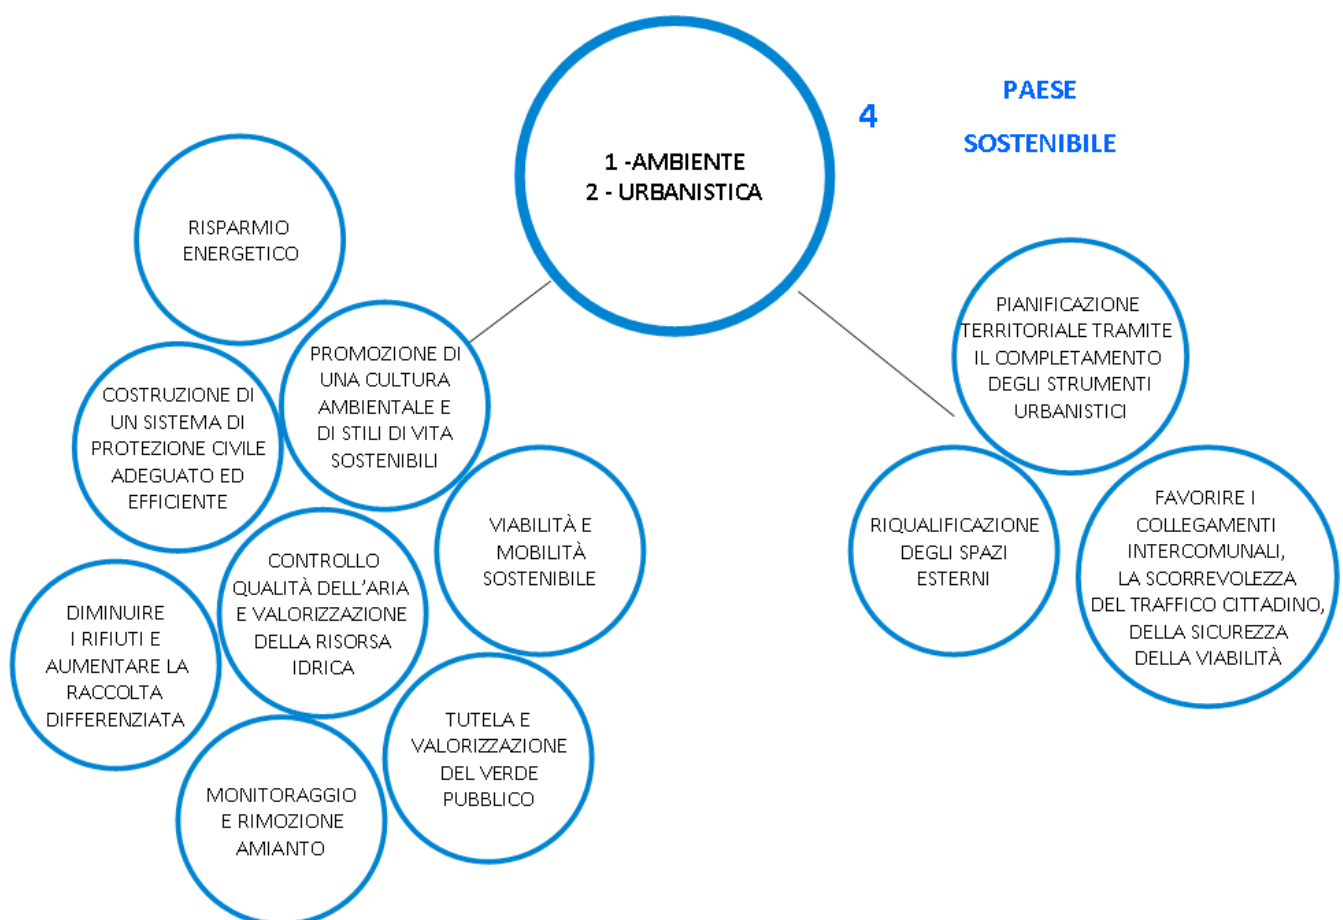 4
PAESE
SOSTENIBILE
1 -AMBIENTE
2 - URBANISTICA
RISPARMIO
ENERGETICO
PROMOZIONE DI
UNA CULTURA
AMBIENTALE E
DI STILI DI VITA
SOSTENIBILI
COSTRUZIONE DI
UN SISTEMA DI
PROTEZIONE CIVILE
ADEGUATO ED
EFFICIENTE
VIABILITÀ E
MOBILITÀ
SOSTENIBILE
CONTROLLO
QUALITÀ DELL'ARIA
E VALORIZZAZIONE
DELLA RISORSA
IDRICA
DIMINUIRE
I RIFIUTI E
AUMENTARE LA
RACCOLTA
DIFFERENZIATA
TUTELA E
VALORIZZAZIONE
DEL VERDE
PUBBLICO
MONITORAGGIO
E RIMOZIONE
AMIANTO
PIANIFICAZIONE
TERRITORIALE TRAMITE
IL COMPLETAMENTO
DEGLI STRUMENTI
URBANISTICI
RIQUALIFICAZIONE
DEGLI SPAZI
ESTERNI
FAVORIRE I
COLLEGAMENTI
INTERCOMUNALI,
LA SCORREVOLEZZA
DEL TRAFFICO CITTADINO,
DELLA SICUREZZA
DELLA VIABILITÀ